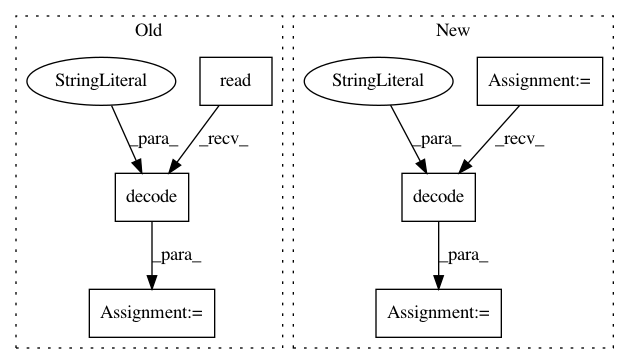 Old
New
StringLiteral
read
StringLiteral
Assignment:=
_para_
_recv_
_para_
_recv_
decode
decode
_para_
_para_
Assignment:=
Assignment:=